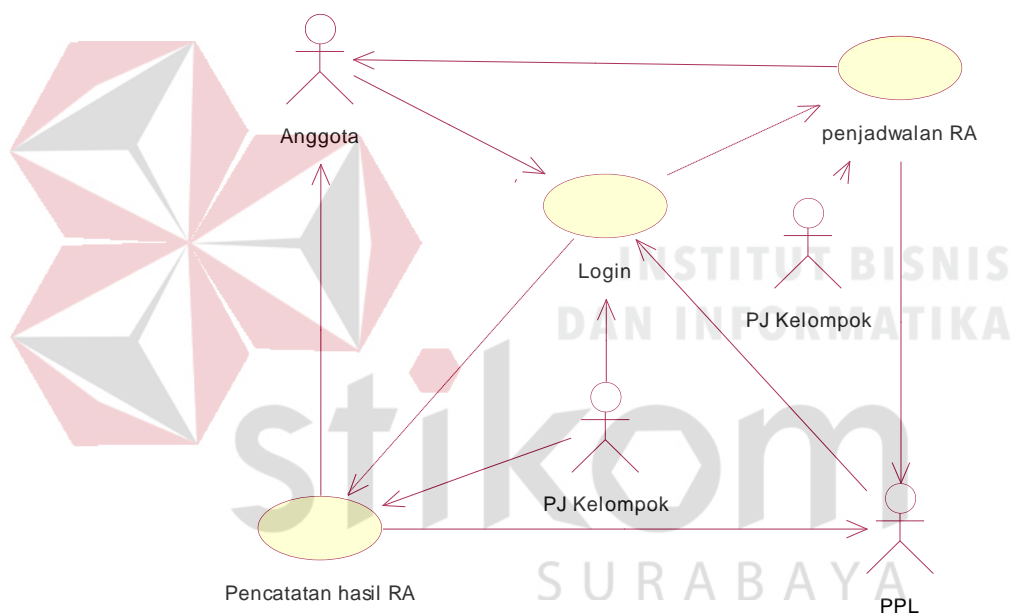 Anggota
penjadwalan RA
Login
PJ Kelompok
PJ Kelompok
Pencatatan hasil RA
PPL
INSTITUT BISNIS
DAN INFORMATIKA
stikom
SURABAYA